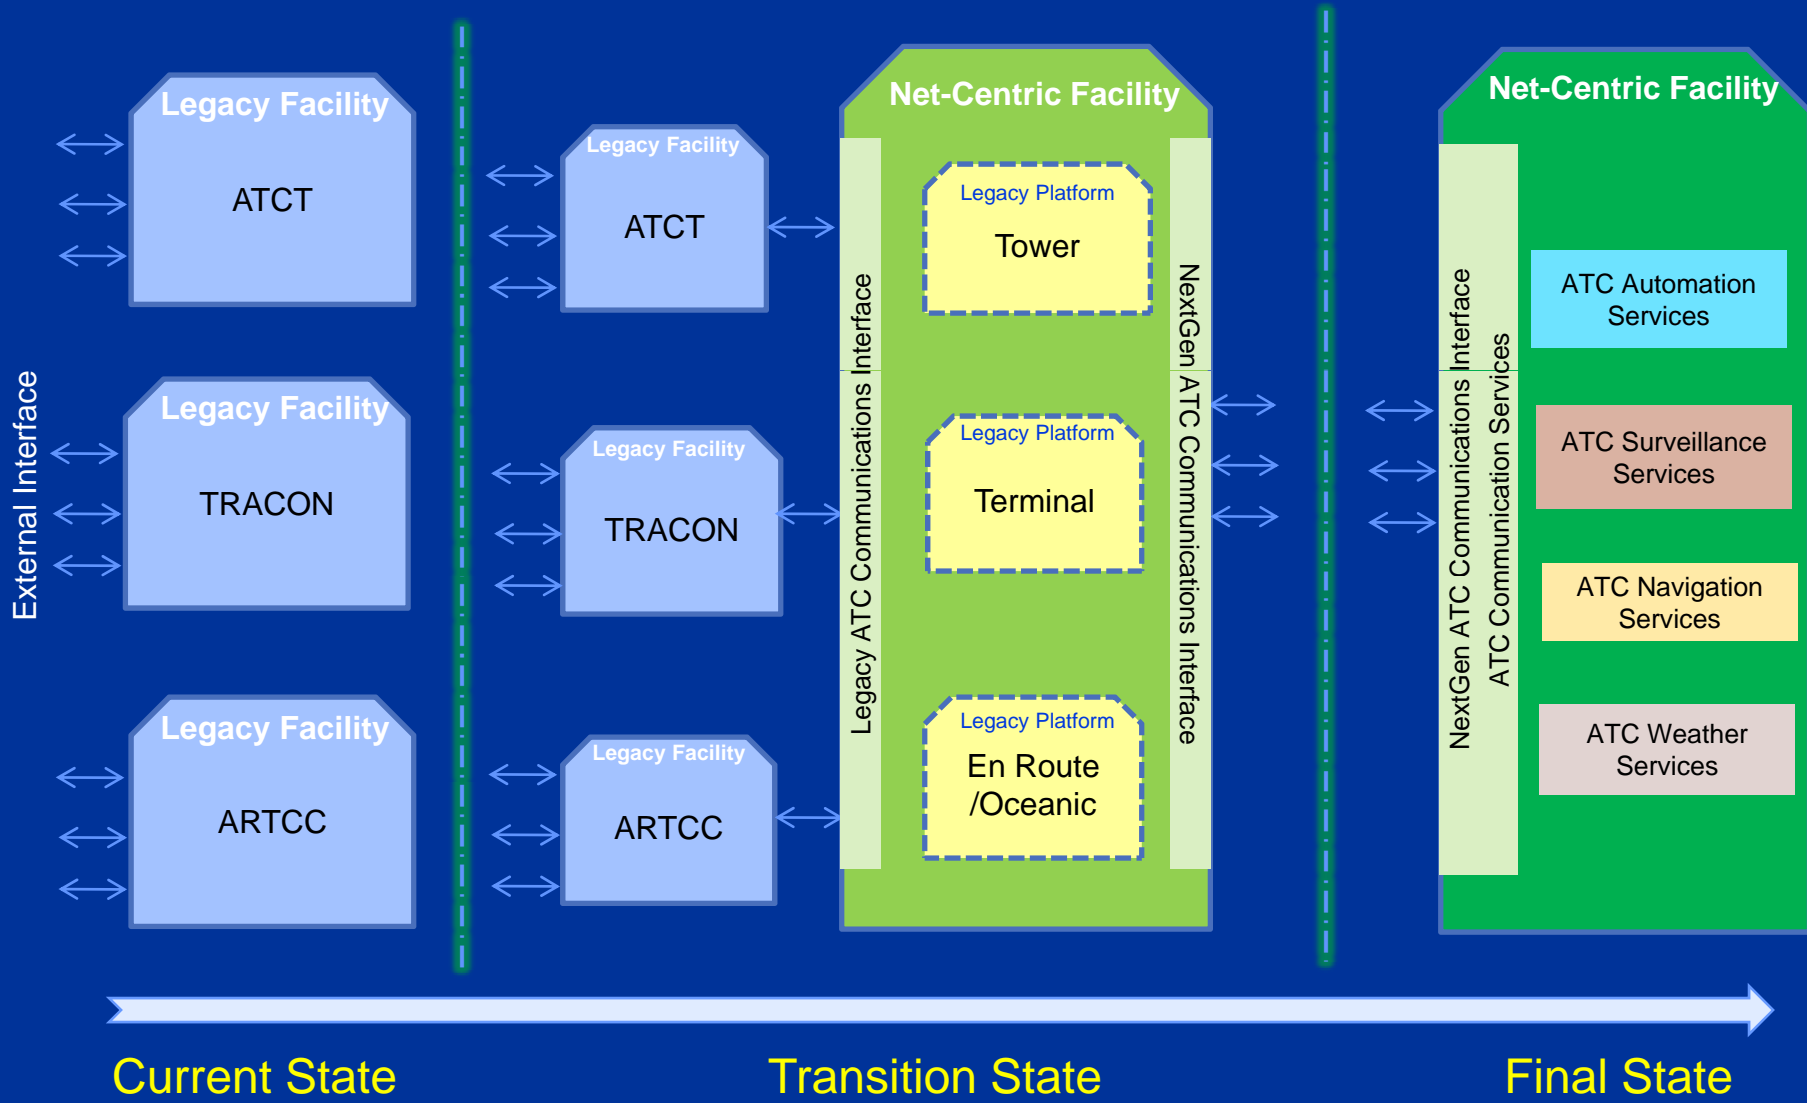 External Interface
Legacy Facility
ATCT
Legacy Facility
TRACON
Legacy Facility
ARTCC
Legacy Facility
ATCT
Legacy Facility
TRACON
Legacy Facility
ARTCC
Net-Centric Facility
Legacy ATC Communications Interface
Legacy Platform
Tower
Legacy Platform
Terminal
Legacy Platform
En Route
/Oceanic
NextGen ATC Communications Interface
Net-Centric Facility
NextGen ATC Communications Interface
ATC Communication Services
ATC Automation
Services
ATC Surveillance
Services
ATC Navigation
Services
ATC Weather
Services
Current State
Transition State
Final State